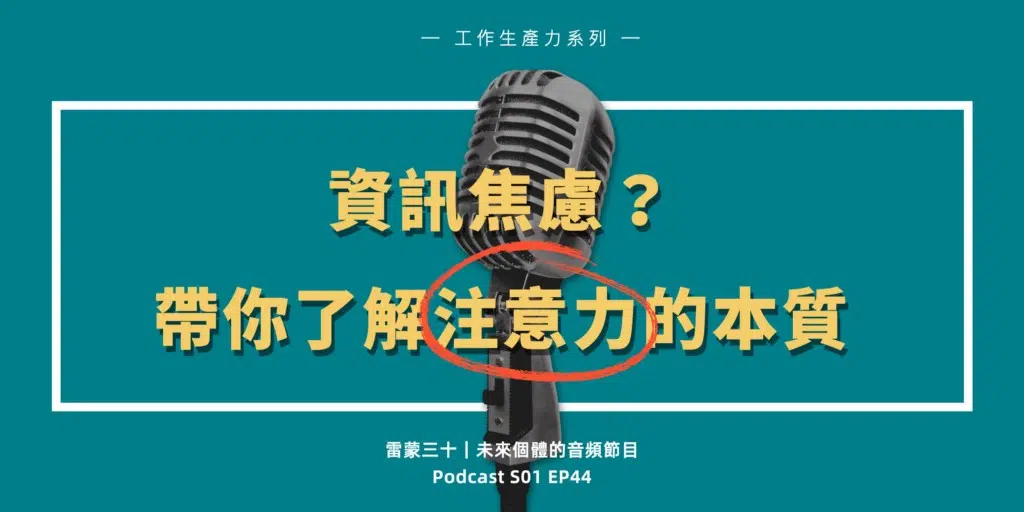 — 工作生產力系列 —
資訊焦慮？
帶你了解注意力的本質
雷蒙三十｜未來個體的音頻節目
Podcast S01 EP44